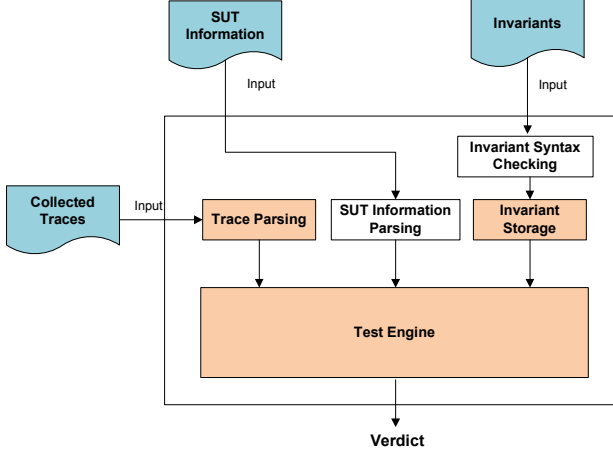 SUT
Information
Invariants
Input
Input
Invariant Syntax
Checking
Collected
Traces
Input
Trace Parsing
SUT Information
Parsing
Invariant
Storage
Test Engine
Verdict